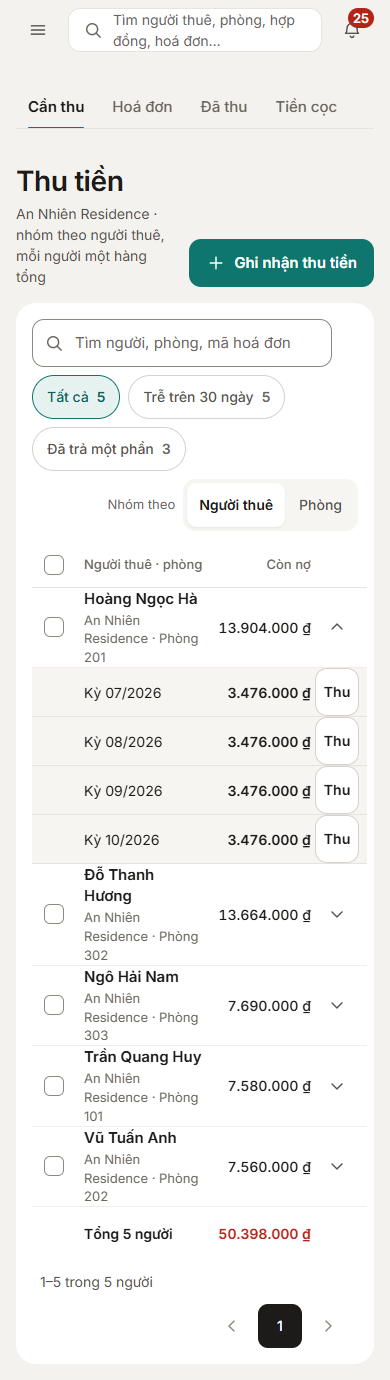 Tìm người thuê, phòng, hợp
đồng, hoá đơn...
25
Cần thu
Hoá đơn
Đã thu
Tiền cọc
Thu tiền
An Nhiên Residence ·
nhóm theo người thuê,
mỗi người một hàng
tổng
Ghi nhận thu tiền
Tìm người, phòng, mã hoá đơn
Tất cả 5
Trễ trên 30 ngày 5
Đã trả một phần 3
Nhóm theo
Người thuê
Phòng
Người thuê · phòng
Còn nợ
Hoàng Ngọc Hà
An Nhiên
Residence · Phòng
201
13.904.000 ₫
Kỳ 07/2026
3.476.000 ₫
Thu
Kỳ 08/2026
3.476.000 ₫
Thu
Kỳ 09/2026
3.476.000 ₫
Thu
Kỳ 10/2026
3.476.000 ₫
Thu
Đỗ Thanh
Hương
An Nhiên
Residence · Phòng
302
13.664.000 ₫
Ngô Hải Nam
An Nhiên
Residence · Phòng
303
7.690.000 ₫
Trần Quang Huy
An Nhiên
Residence · Phòng
101
7.580.000 ₫
Vũ Tuấn Anh
An Nhiên
Residence · Phòng
202
7.560.000 ₫
Tổng 5 người
50.398.000 ₫
1–5 trong 5 người
1